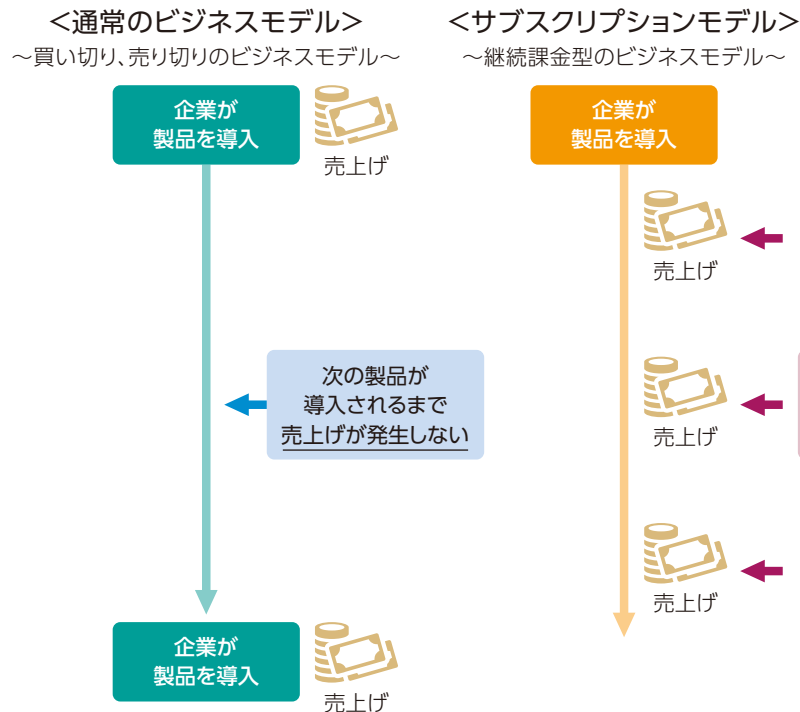 ＜通常のビジネスモデル＞
～買い切り、売り切りのビジネスモデル～
企業が
製品を導入
売上げ
次の製品が
導入されるまで
売上げが発生しない
企業が
製品を導入
売上げ
＜サブスクリプションモデル＞
～継続課金型のビジネスモデル～
企業が
製品を導入
売上げ
売上げ
売上げ